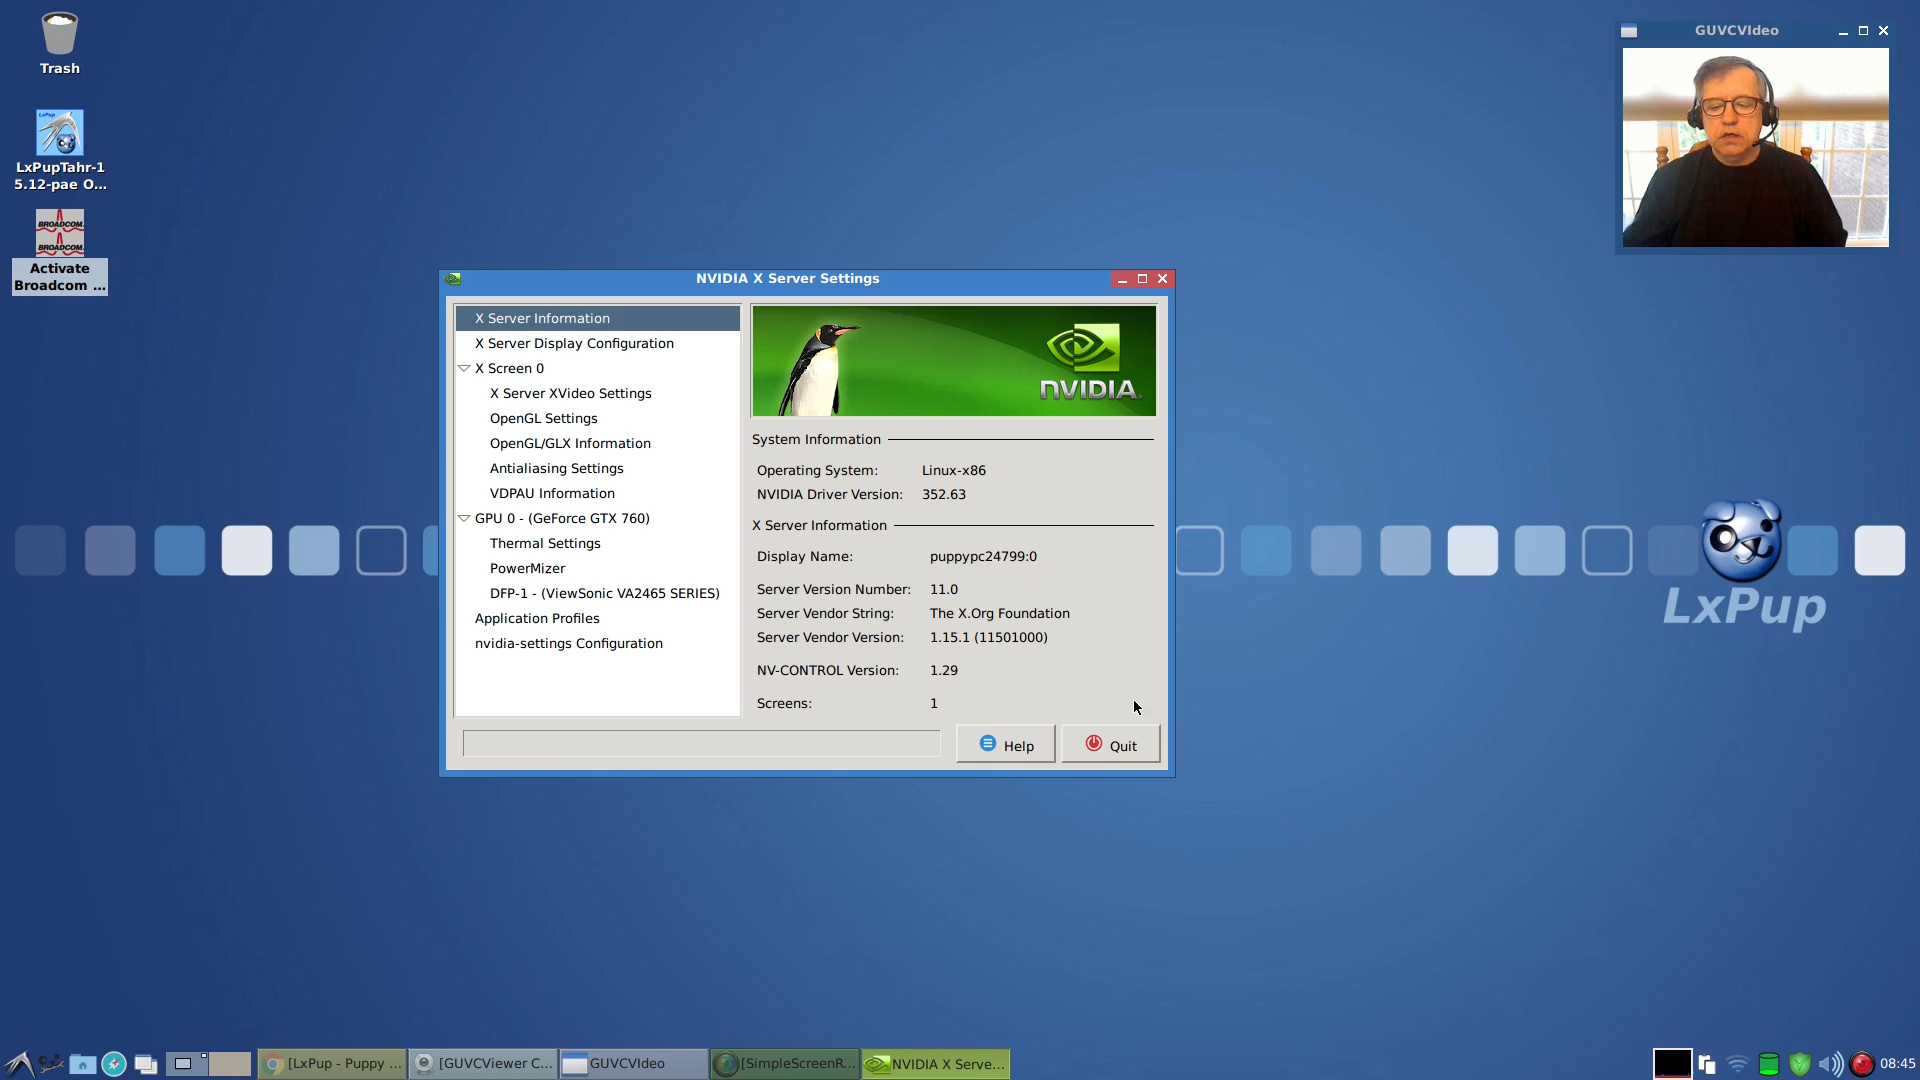 Trash
LxPup
LxPupTahr-1
5.12-pae O...
BROADCOM
BROADCOM
Activate
Broadcom ...
GUVCVIdeo
NVIDIA X Server Settings
X Server Information
X Server Display Configuration
X Screen 0
X Server XVideo Settings
OpenGL Settings
OpenGL/GLX Information
Antialiasing Settings
VDPAU Information
GPU 0 - (GeForce GTX 760)
Thermal Settings
PowerMizer
DFP-1 - (ViewSonic VA2465 SERIES)
Application Profiles
nvidia-settings Configuration
NVIDIA
System Information
Operating System: Linux-x86
NVIDIA Driver Version: 352.63
X Server Information
Display Name: puppypc24799:0
Server Version Number: 11.0
Server Vendor String: The X.Org Foundation
Server Vendor Version: 1.15.1 (11501000)
NV-CONTROL Version: 1.29
Screens: 1
Help
Quit
LxPup
[LxPup - Puppy ...
[GUVCViewer C...
GUVCVIdeo
[SimpleScreenR...
NVIDIA X Serve...
08:45